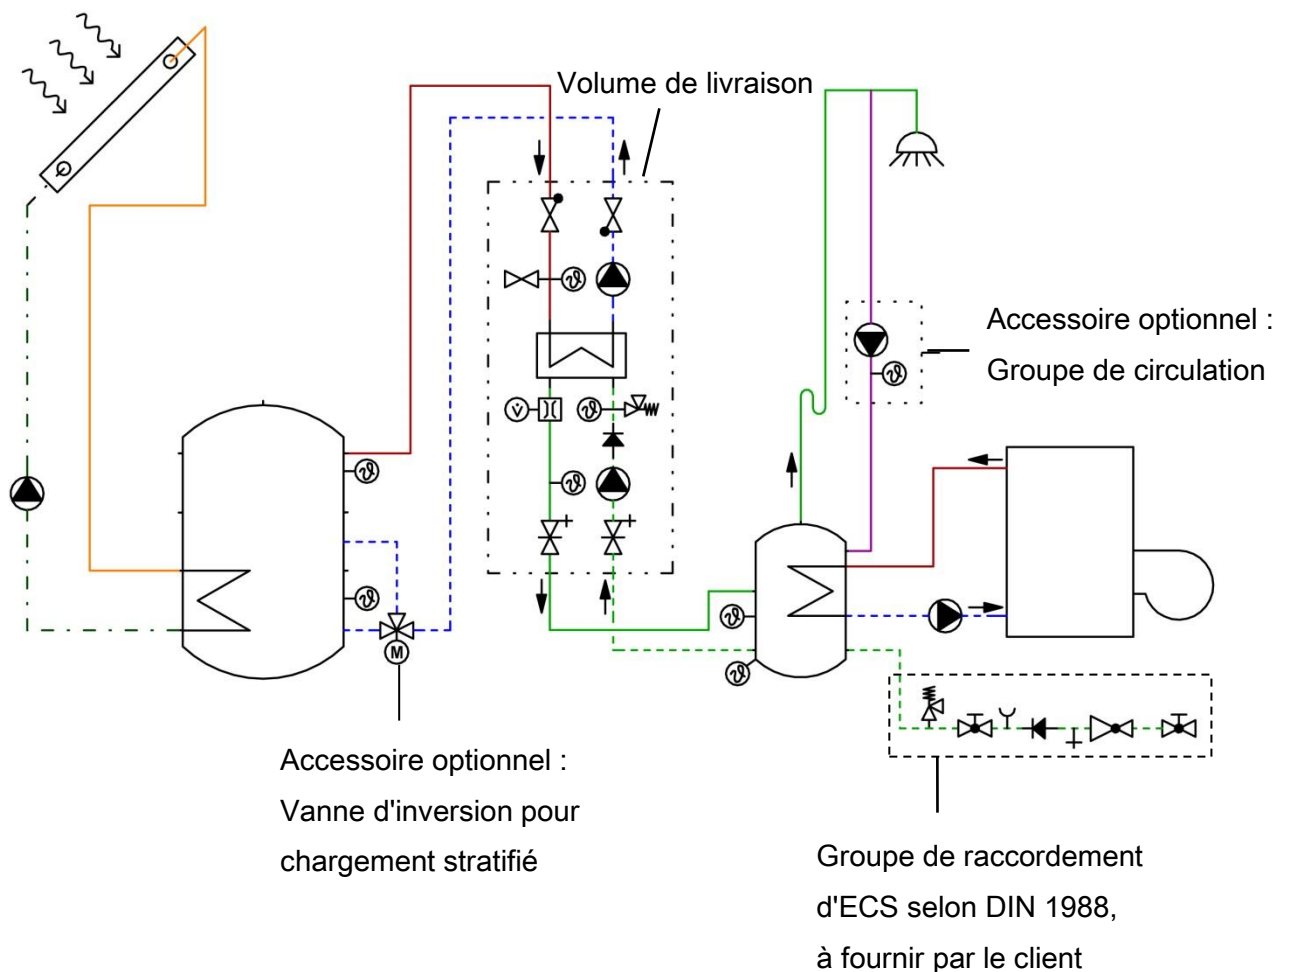 Volume de livraison
Accessoire optionnel :
Groupe de circulation
ϑ
ϑ
V̇
ϑ
ϑ
ϑ
ϑ
ϑ
ϑ
M
Accessoire optionnel :
Vanne d'inversion pour
chargement stratifié
Groupe de raccordement
d'ECS selon DIN 1988,
à fournir par le client